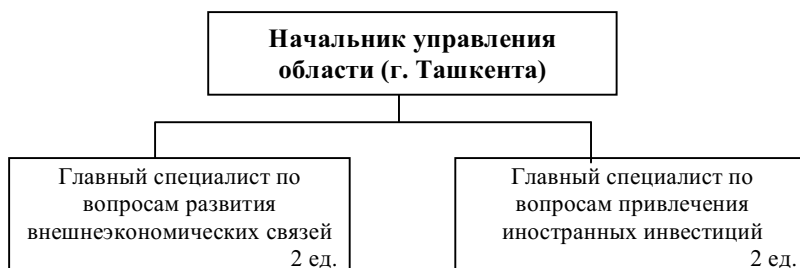 Начальник управления
области (г. Ташкента)
Главный специалист по
вопросам развития
внешнеэкономических связей
2 ед.
Главный специалист по
вопросам привлечения
иностранных инвестиций
2 ед.